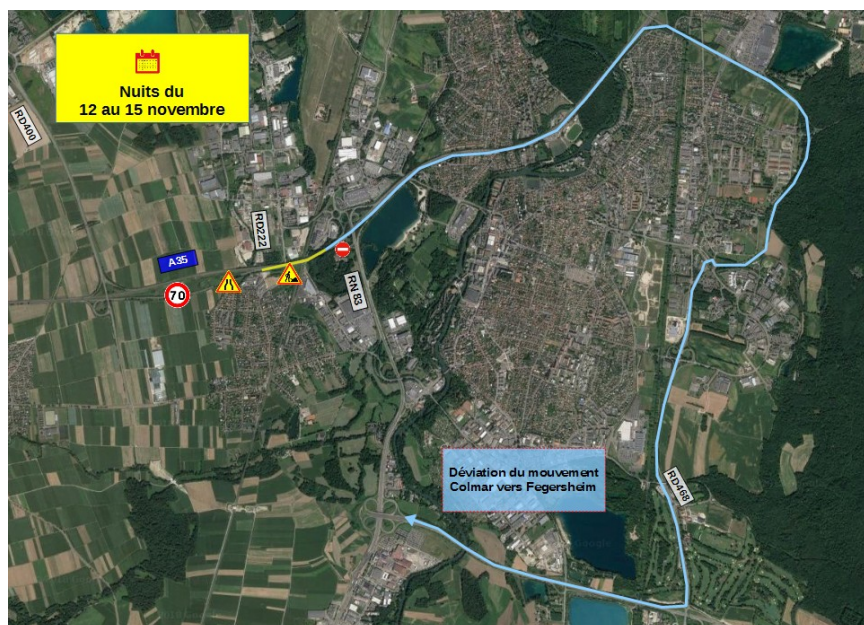 Nuits du
12 au 15 novembre
RD400
RD222
A35
70
RN 83
Déviation du mouvement
Colmar vers Fegersheim
RD468